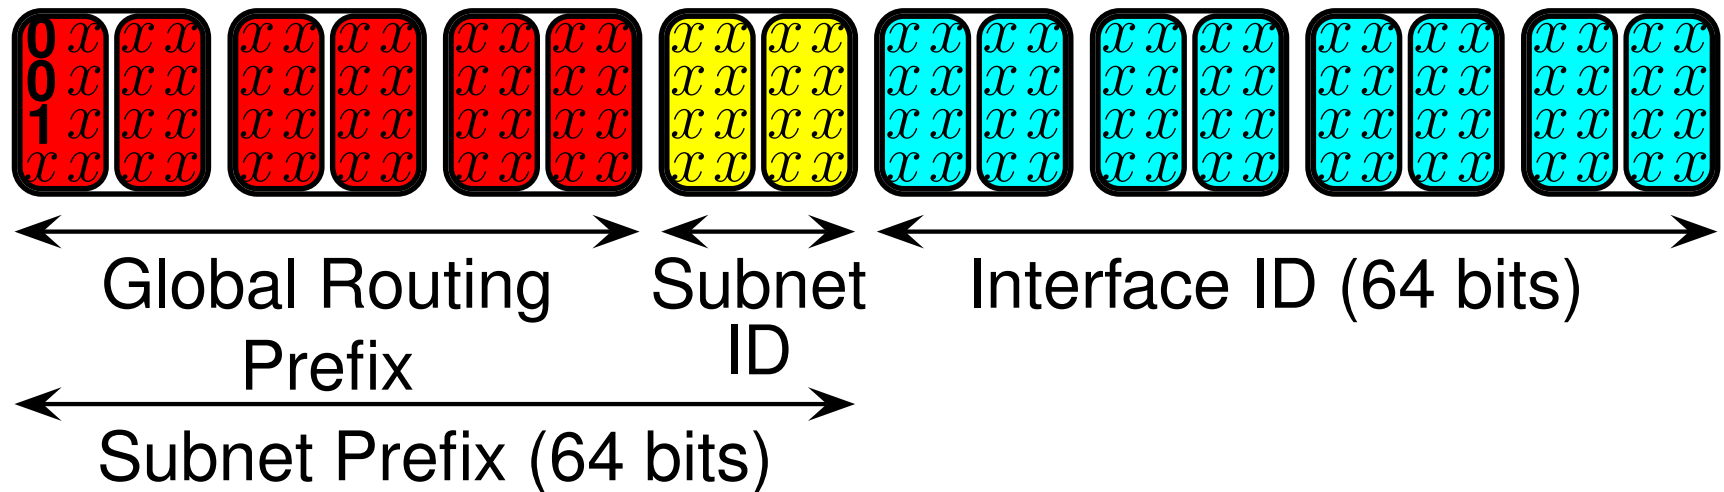 0 x x x x x x x x x x x x x x x x x x x x x x x x x x x x x x x
0 x x x x x x x x x x x x x x x x x x x x x x x x x x x x x x x
1 x x x x x x x x x x x x x x x x x x x x x x x x x x x x x x x
x x x x x x x x x x x x x x x x x x x x x x x x x x x x x x x x
Global Routing
Prefix
Subnet
ID
Interface ID (64 bits)
Subnet Prefix (64 bits)